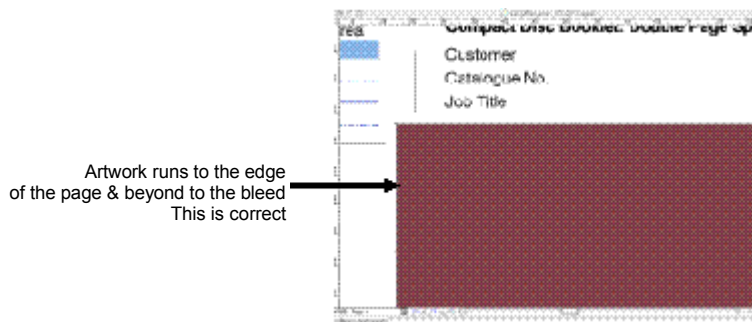 rea
Compact Disc Booklet: Double Page Sp
Customer
Catalogue No.
Job Title
Artwork runs to the edge
of the page & beyond to the bleed
This is correct